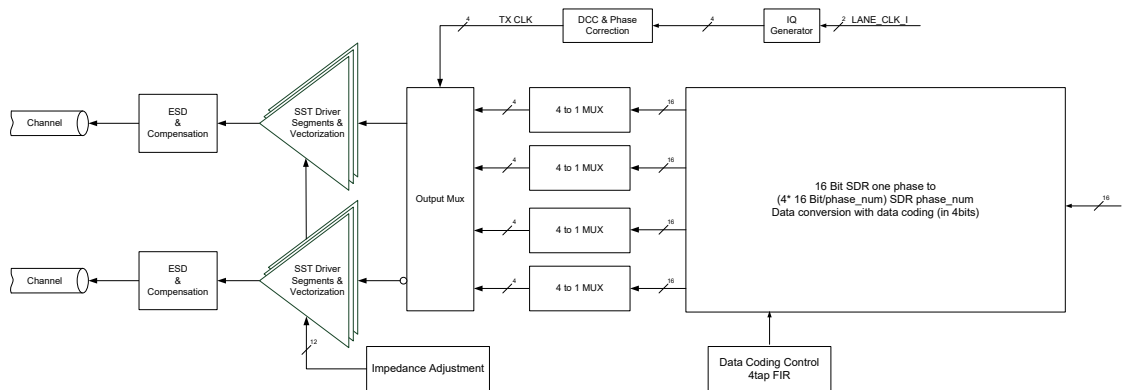 4
TX CLK
DCC & Phase
Correction
4
IQ
Generator
2
LANE_CLK_I
Channel
ESD
&
Compensation
SST Driver
Segments &
Vectorization
Output Mux
4
4 to 1 MUX
16
4
4 to 1 MUX
16
4
4 to 1 MUX
16
4
4 to 1 MUX
16
16 Bit SDR one phase to
(4* 16 Bit/phase_num) SDR phase_num
Data conversion with data coding (in 4bits)
16
Channel
ESD
&
Compensation
SST Driver
Segments &
Vectorization
12
Impedance Adjustment
Data Coding Control
4tap FIR